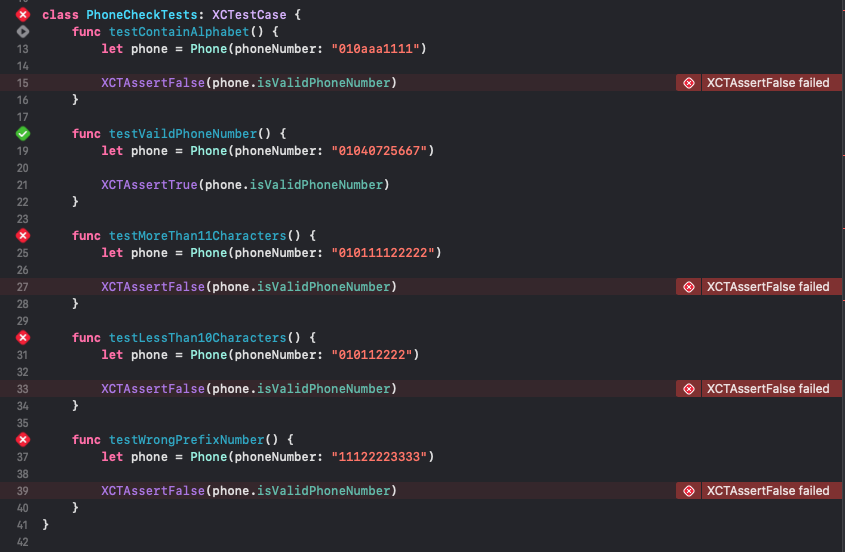 class PhoneCheckTests: XCTestCase {
func testContainAlphabet() {
13 let phone = Phone(phoneNumber: "010aaa1111")
14
15 XCTAssertFalse(phone.isValidPhoneNumber) XCTAssertFalse failed
16 }
17
func testVaildPhoneNumber() {
19 let phone = Phone(phoneNumber: "01040725667")
20
21 XCTAssertTrue(phone.isValidPhoneNumber)
22 }
23
func testMoreThan11Characters() {
25 let phone = Phone(phoneNumber: "010111122222")
26
27 XCTAssertFalse(phone.isValidPhoneNumber) XCTAssertFalse failed
28 }
29
func testLessThan10Characters() {
31 let phone = Phone(phoneNumber: "010112222")
32
33 XCTAssertFalse(phone.isValidPhoneNumber) XCTAssertFalse failed
34 }
35
func testWrongPrefixNumber() {
37 let phone = Phone(phoneNumber: "11122223333")
38
39 XCTAssertFalse(phone.isValidPhoneNumber) XCTAssertFalse failed
40 }
41 }
42